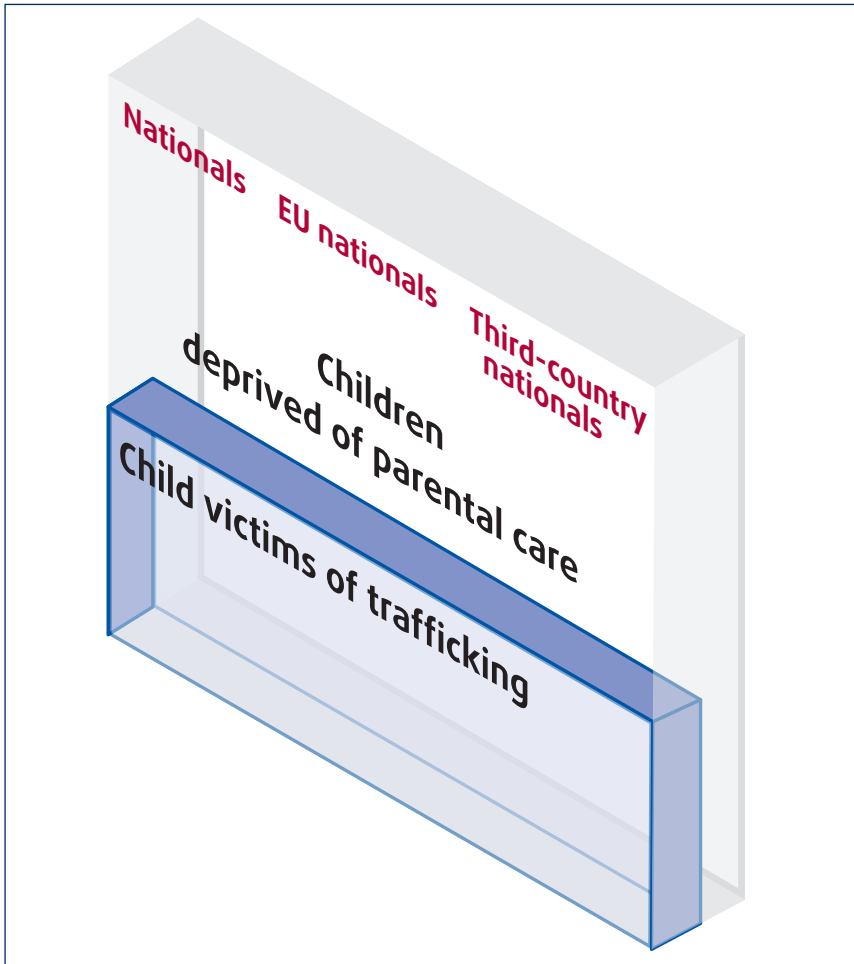 Nationals
EU nationals
Third-country
nationals
Children
deprived of parental care
Child victims of trafficking